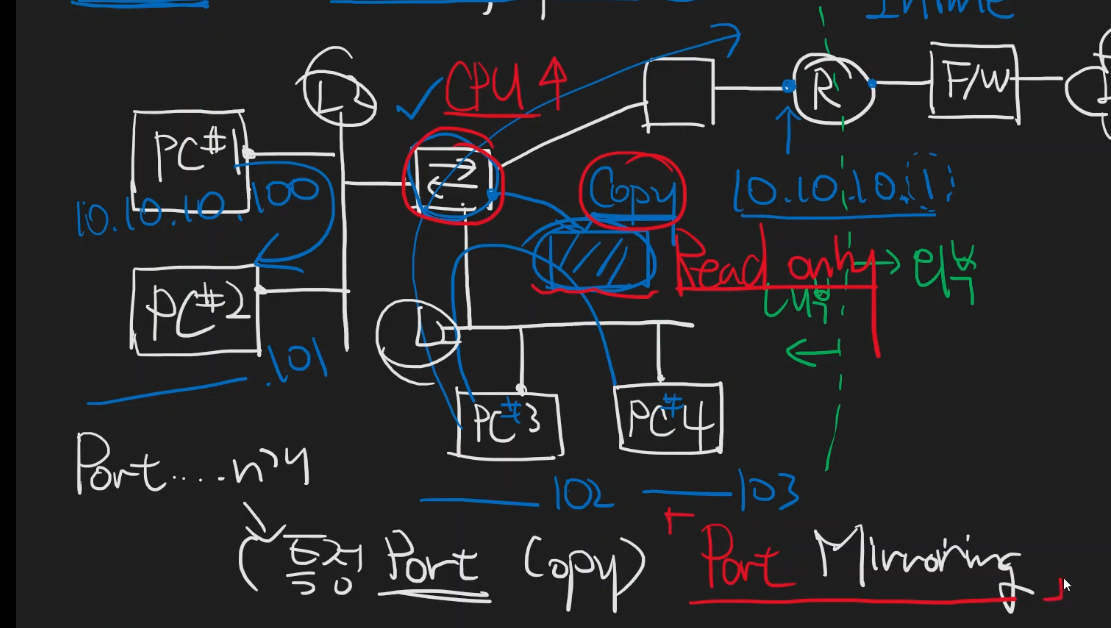 Inline
CPU ↑
R
F/W
PC#1
L2
Copy
10.10.10.1
10.10.10.100
Read only
외부
내부
PC#2
L2
.101
PC#3
PC#4
Port....n개
102
103
(특정 Port Copy)
「Port Mirroring」